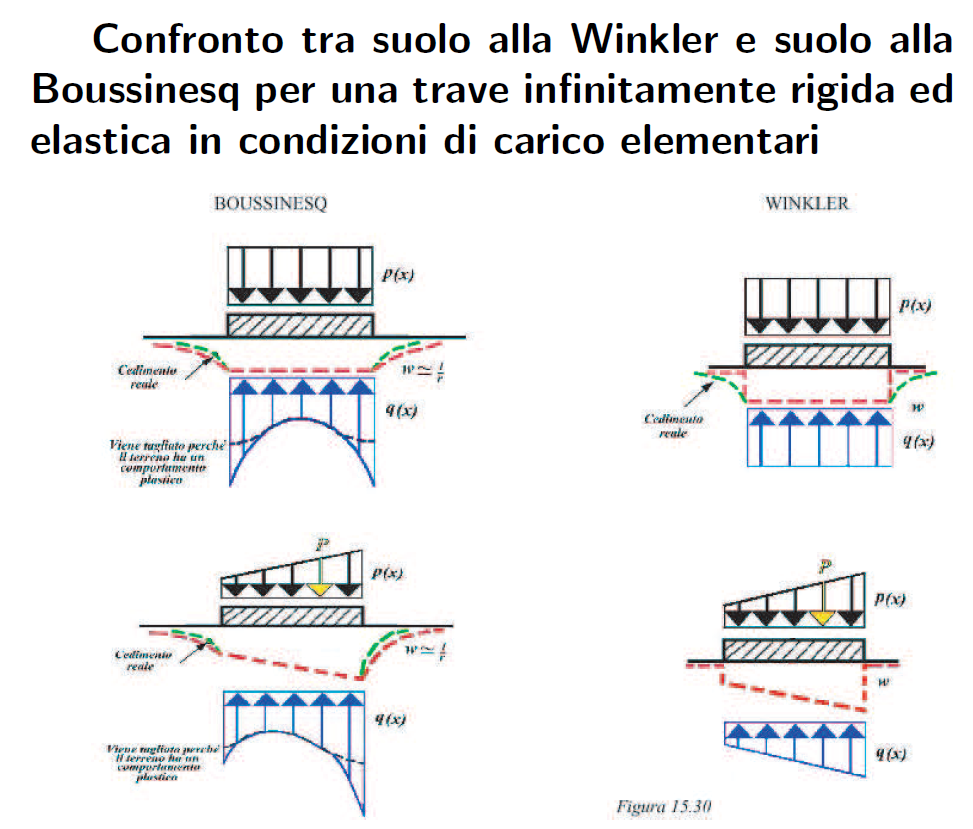 Confronto tra suolo alla Winkler e suolo alla
Boussinesq per una trave infinitamente rigida ed
elastica in condizioni di carico elementari
BOUSSINESQ
p(x)
Cedimento
reale
w ≃ 1/r
q(x)
Viene tagliato perché
il terreno ha un
comportamento
plastico
WINKLER
p(x)
Cedimento
reale
w
q(x)
P
p(x)
Cedimento
reale
w ≃ 1/r
q(x)
Viene tagliato perché
il terreno ha un
comportamento
plastico
P
p(x)
w
q(x)
Figura 15.30